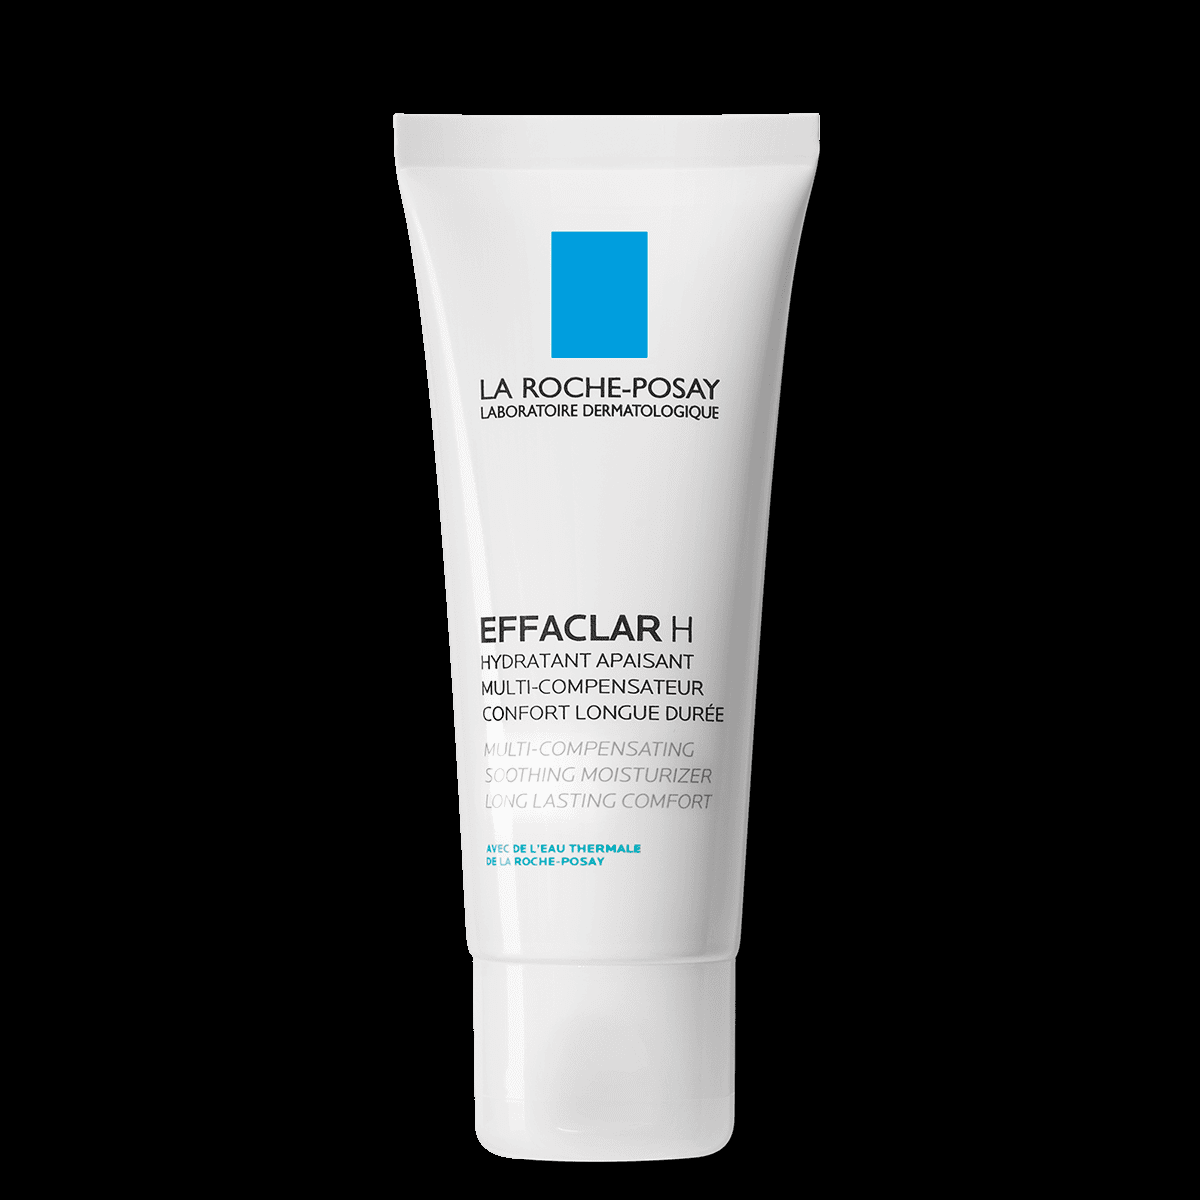 LA ROCHE-POSAY
LABORATOIRE DERMATOLOGIQUE
EFFACLAR H
HYDRATANT APAISANT
MULTI-COMPENSATEUR
CONFORT LONGUE DURÉE
MULTI-COMPENSATING
SOOTHING MOISTURIZER
LONG LASTING COMFORT
AVEC DE L'EAU THERMALE
DE LA ROCHE-POSAY